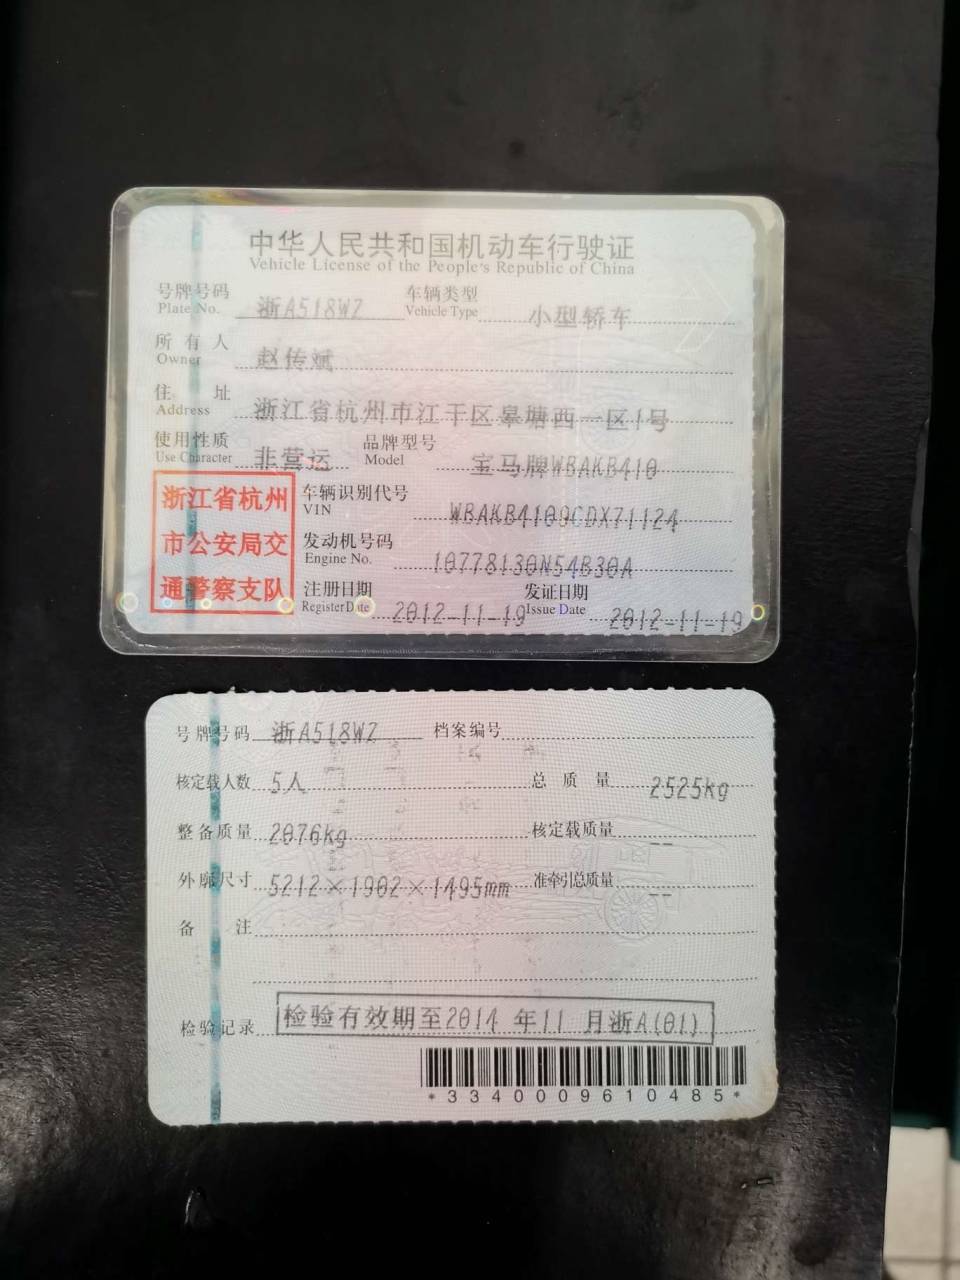 中华人民共和国机动车行驶证
Vehicle License of the People's Republic of China
号牌号码 浙A518WZ 车辆类型 小型轿车
Plate No. Vehicle Type
所有人 赵传斌
Owner
住址 浙江省杭州市江干区皋塘西一区1号
Address
使用性质 非营运 品牌型号 宝马牌WBAKB410
Use Character Model
浙江省杭州
市公安局交
通警察支队
车辆识别代号 WBAKB4109CDX71124
VIN
发动机号码 10778130N54B30A
Engine No.
注册日期 2012-11-19 发证日期 2012-11-19
Register Date Issue Date
号牌号码 浙A518WZ 档案编号
核定载人数 5人 总质量 2525kg
整备质量 2076kg 核定载质量 --
外廓尺寸 5212×1902×1495mm 准牵引总质量 --
备注
检验记录 检验有效期至2014 年11 月浙A(01)
*3340009610485*